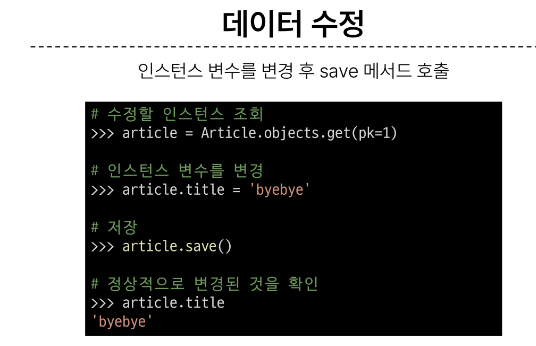 데이터 수정
인스턴스 변수를 변경 후 save 메서드 호출
# 수정할 인스턴스 조회
>>> article = Article.objects.get(pk=1)
# 인스턴스 변수를 변경
>>> article.title = 'byebye'
# 저장
>>> article.save()
# 정상적으로 변경된 것을 확인
>>> article.title
'byebye'